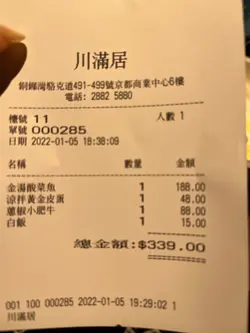 川滿居
銅鑼灣駱克道491-499號京都商業中心6樓
電話: 2882 5880
檯號 11 人數 1
單號 000285
日期 2022-01-05 18:38:09
名稱 數量 金額
金湯酸菜魚 1 188.00
涼拌黃金皮蛋 1 48.00
蕭椒小肥牛 1 88.00
白飯 1 15.00
總金額:$339.00
001 100 000285 2022-01-05 19:29:02 1
川滿居